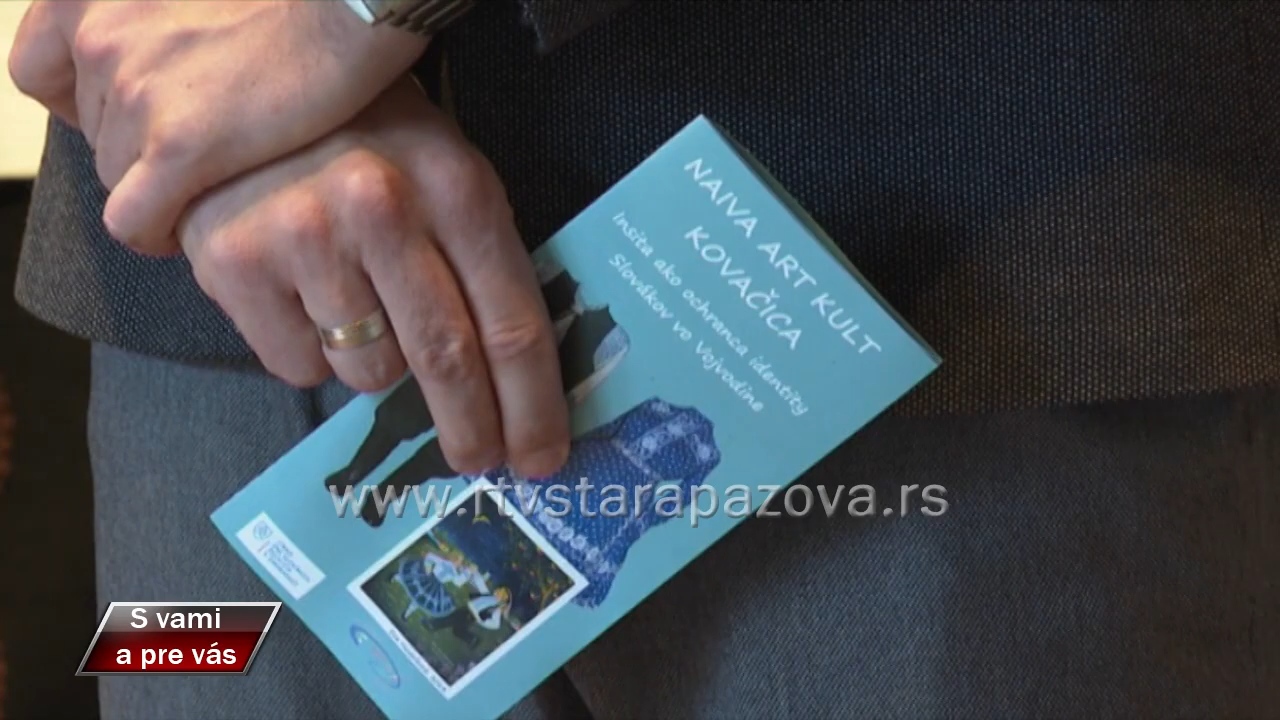 NAIVA ART KULT
KOVAČICA
Insita ako ochranca identity
Slovákov vo Vojvodine
www.rtvstarapazova.rs
S vami
a pre vás